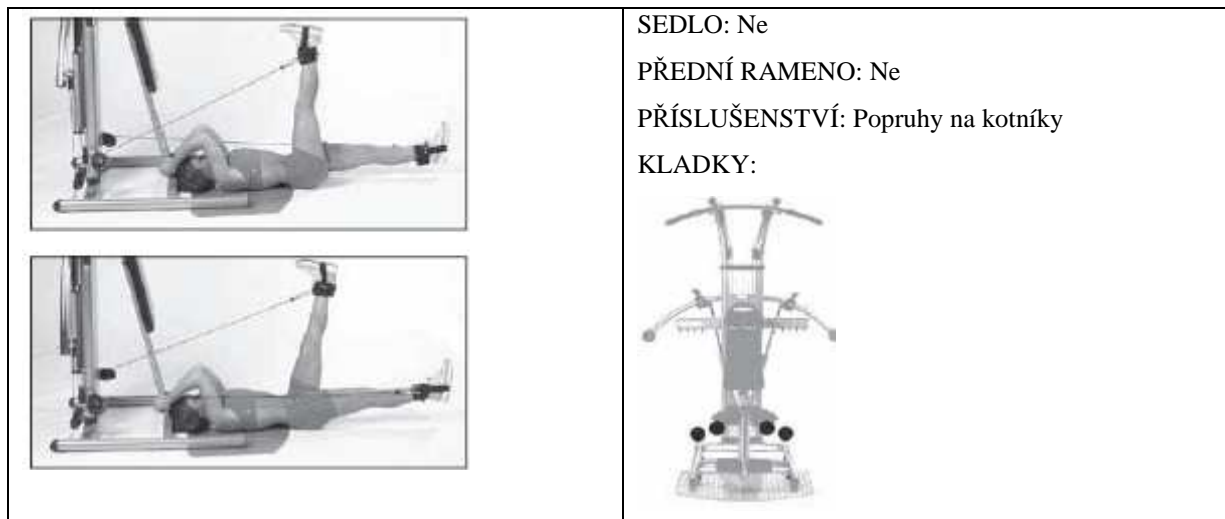 SEDLO: Ne
PŘEDNÍ RAMENO: Ne
PŘÍSLUŠENSTVÍ: Popruhy na kotníky
KLADKY: